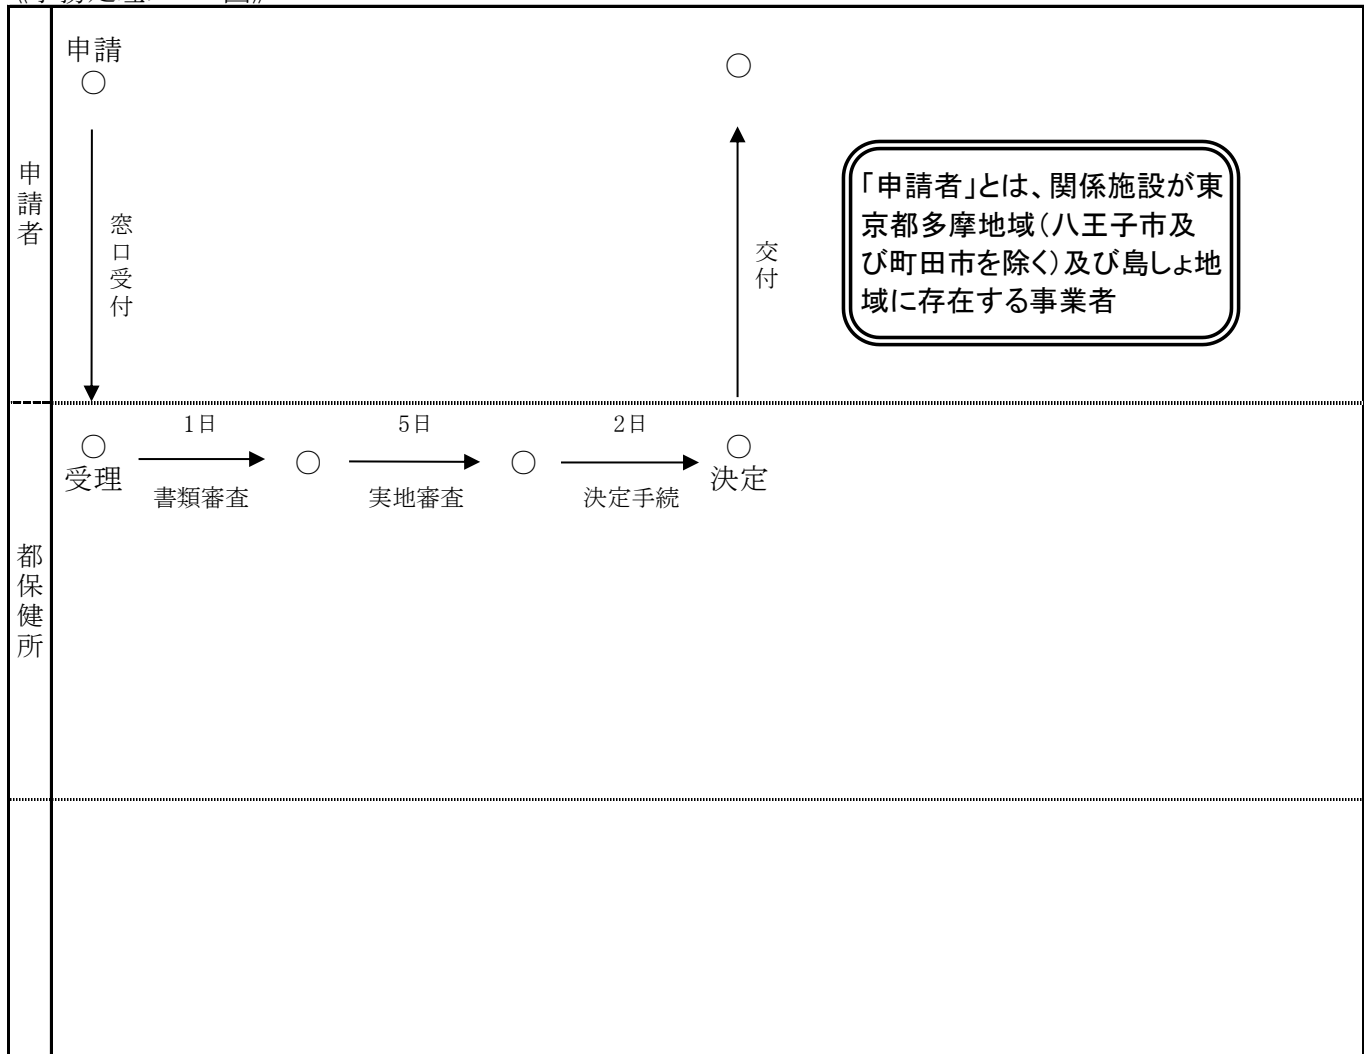 申請
申請者
窓口受付
交付
「申請者」とは、関係施設が東
京都多摩地域(八王子市及
び町田市を除く)及び島しょ地
域に存在する事業者
都保健所
1日
5日
2日
受理
書類審査
実地審査
決定手続
決定